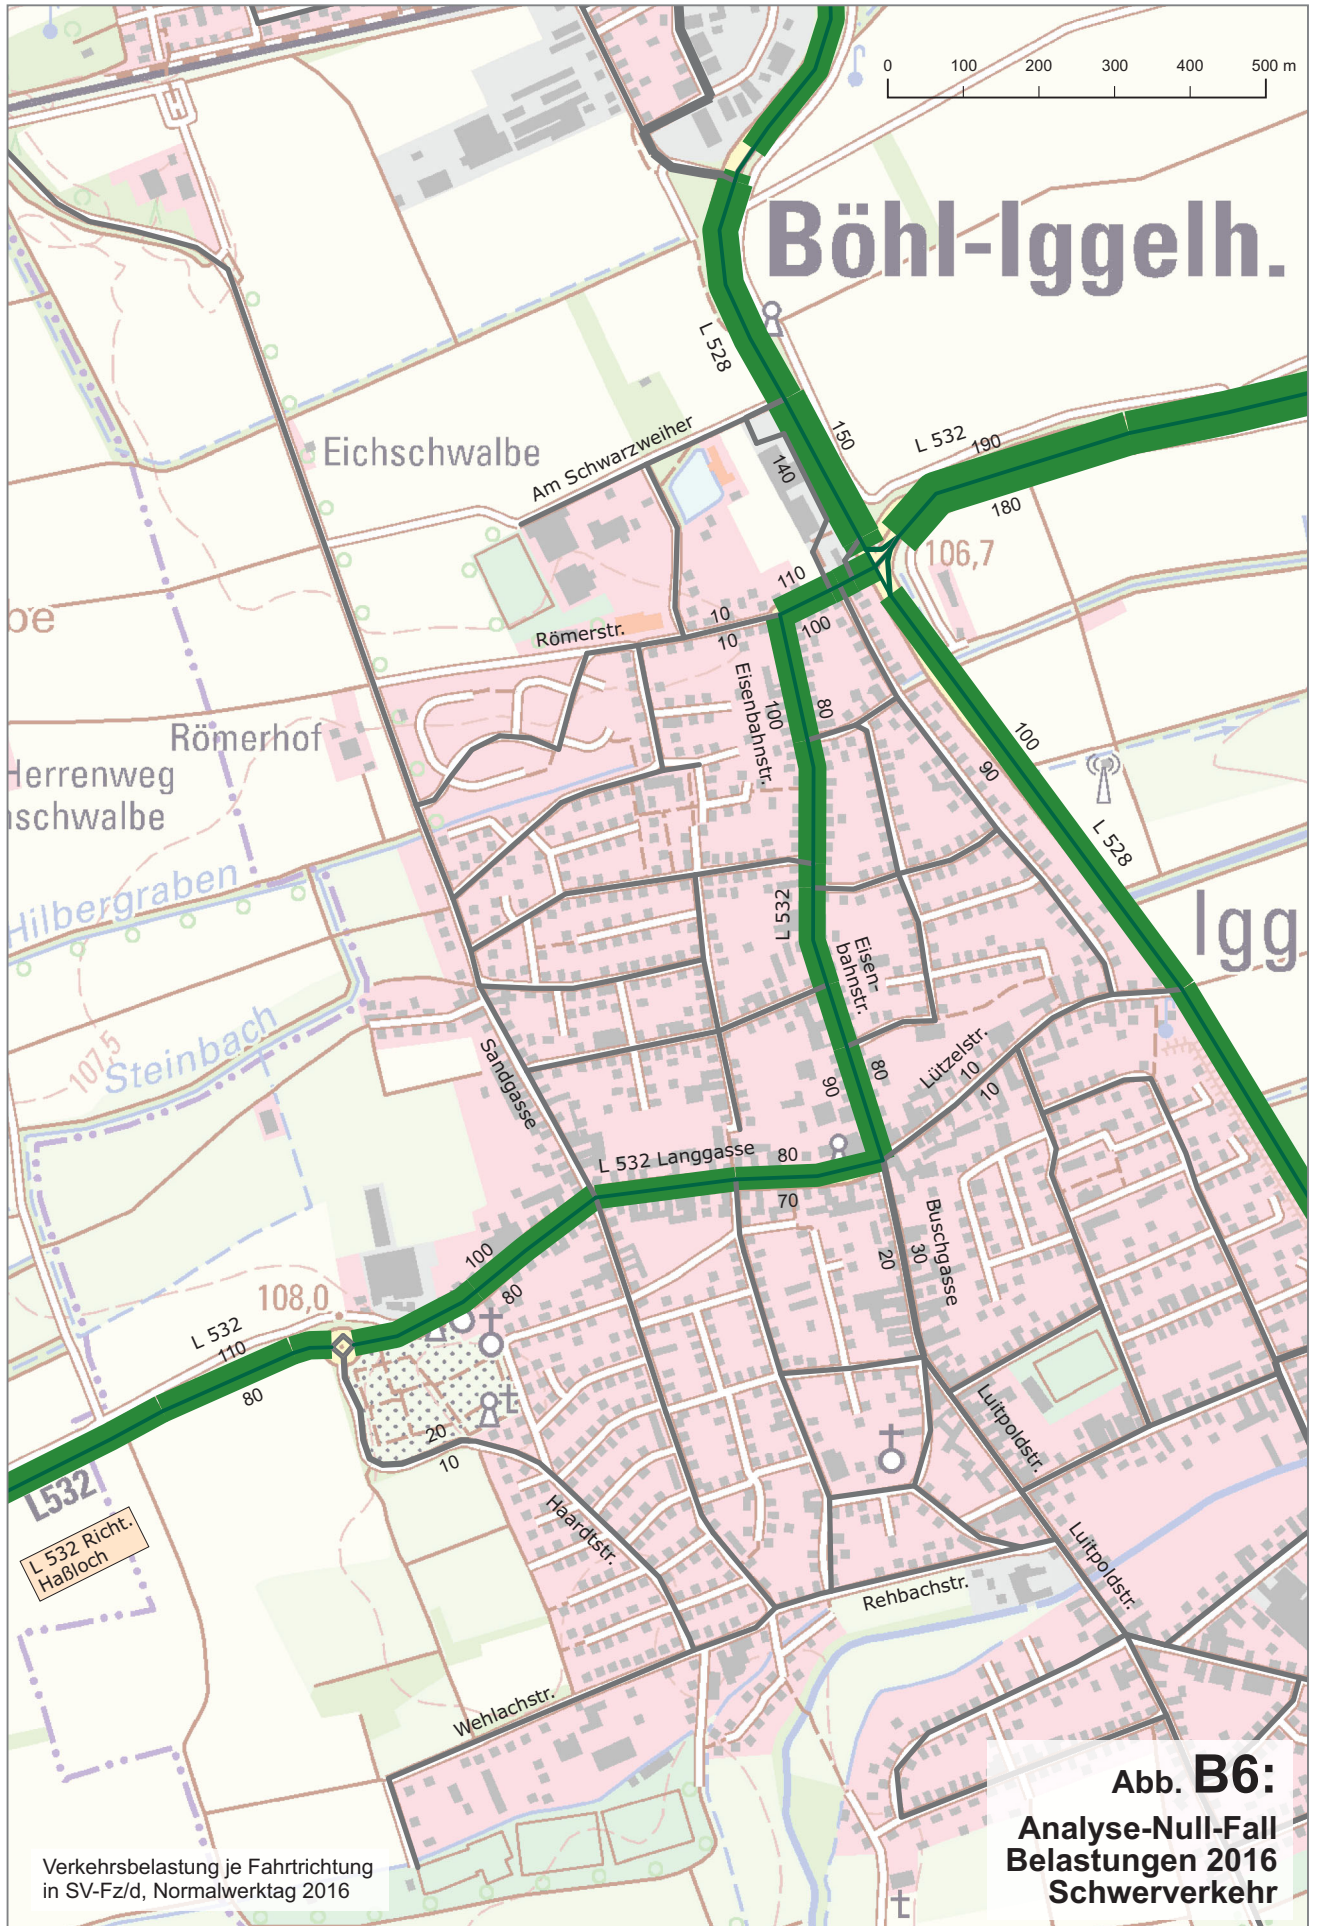 0 100 200 300 400 500 m
Böhl-Iggelh.
L 528
150
140
L 532
190
180
Eichschwalbe
Am Schwarzweiher
106,7
110
100
10
10
Römerstr.
be
Eisenbahnstr.
100
80
Römerhof
Herrenweg
schwalbe
100
90
L 528
Hilbergraben
L 532
Eisen-
bahnstr.
Igg
Steinbach
107,5
Sandgasse
Lützelstr.
10
10
80
90
L 532 Langgasse
80
70
Buschgasse
20
30
100
80
108,0
L 532
110
80
20
10
Luitpoldstr.
L532
L 532 Richt.
Haßloch
Haardtstr.
Luitpoldstr.
Rehbachstr.
Wehlachstr.
Abb. B6:
Analyse-Null-Fall
Belastungen 2016
Schwerverkehr
Verkehrsbelastung je Fahrtrichtung
in SV-Fz/d, Normalwerktag 2016